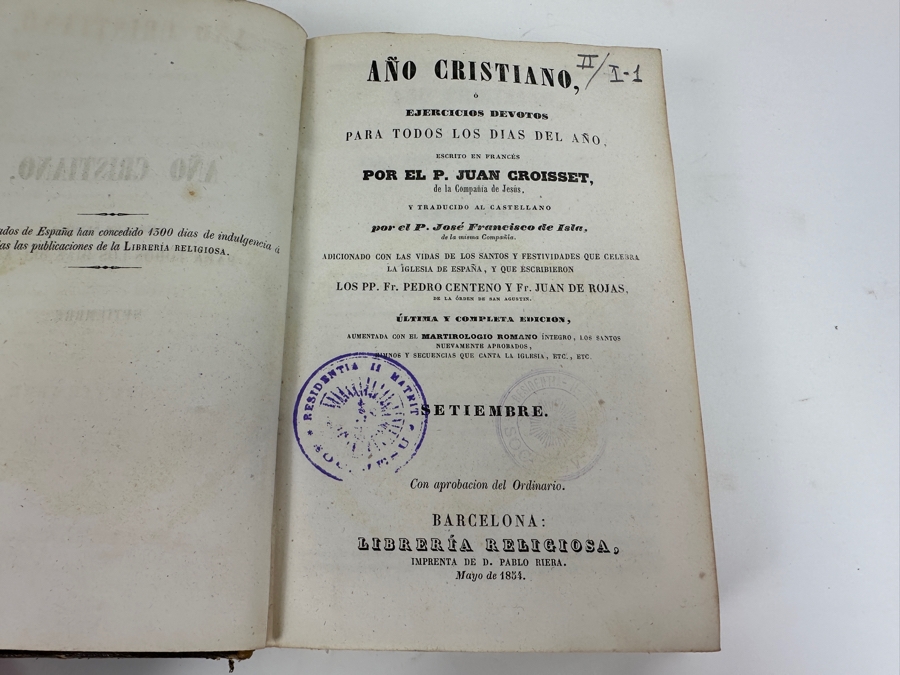 ados de España han concedido 1500 dias de indulgencia á
las publicaciones de la LIBRERÍA RELIGIOSA.
II/I-1
AÑO CRISTIANO,
ó
EJERCICIOS DEVOTOS
PARA TODOS LOS DIAS DEL AÑO,
ESCRITO EN FRANCÉS
POR EL P. JUAN CROISSET,
de la Compañía de Jesús,
Y TRADUCIDO AL CASTELLANO
por el P. José Francisco de Isla,
de la misma Compañía.
ADICIONADO CON LAS VIDAS DE LOS SANTOS Y FESTIVIDADES QUE CELEBRA
LA IGLESIA DE ESPAÑA, Y QUE ESCRIBIERON
LOS PP. Fr. PEDRO CENTENO Y Fr. JUAN DE ROJAS,
DE LA ÓRDEN DE SAN AGUSTIN.
ÚLTIMA Y COMPLETA EDICION,
AUMENTADA CON EL MARTIROLOGIO ROMANO ÍNTEGRO, LOS SANTOS
NUEVAMENTE APROBADOS,
HIMNOS Y SECUENCIAS QUE CANTA LA IGLESIA, ETC., ETC.
RESIDENTIA II MATRIT
SETIEMBRE.
Con aprobacion del Ordinario.
BARCELONA:
LIBRERÍA RELIGIOSA,
IMPRENTA DE D. PABLO RIERA.
Mayo de 1854.